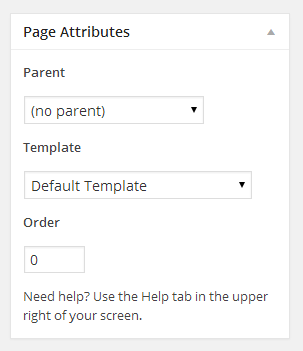 Page Attributes
Parent
(no parent)
Template
Default Template
Order
0
Need help? Use the Help tab in the upper
right of your screen.